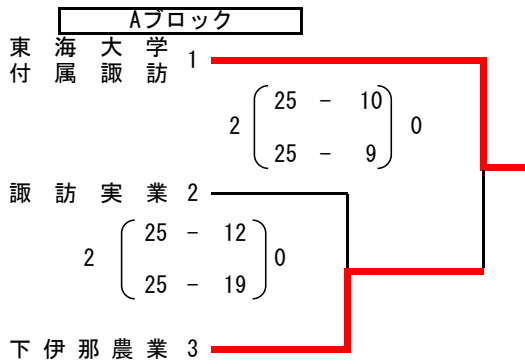 Aブロック
東海大学
付属諏訪 1
25 - 10
2 0
25 - 9
諏訪実業 2
25 - 12
2 0
25 - 19
下伊那農業 3